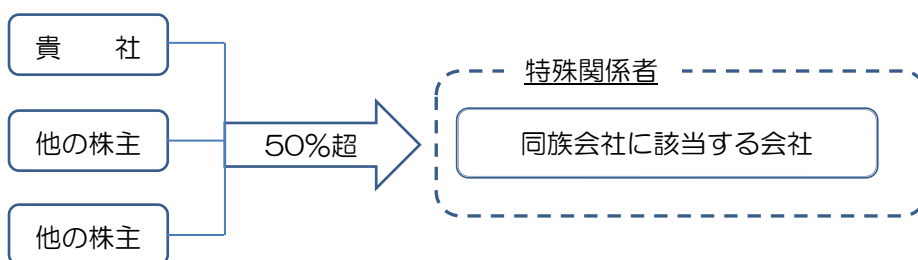 貴　　社
他の株主
他の株主
50％超
特殊関係者
同族会社に該当する会社